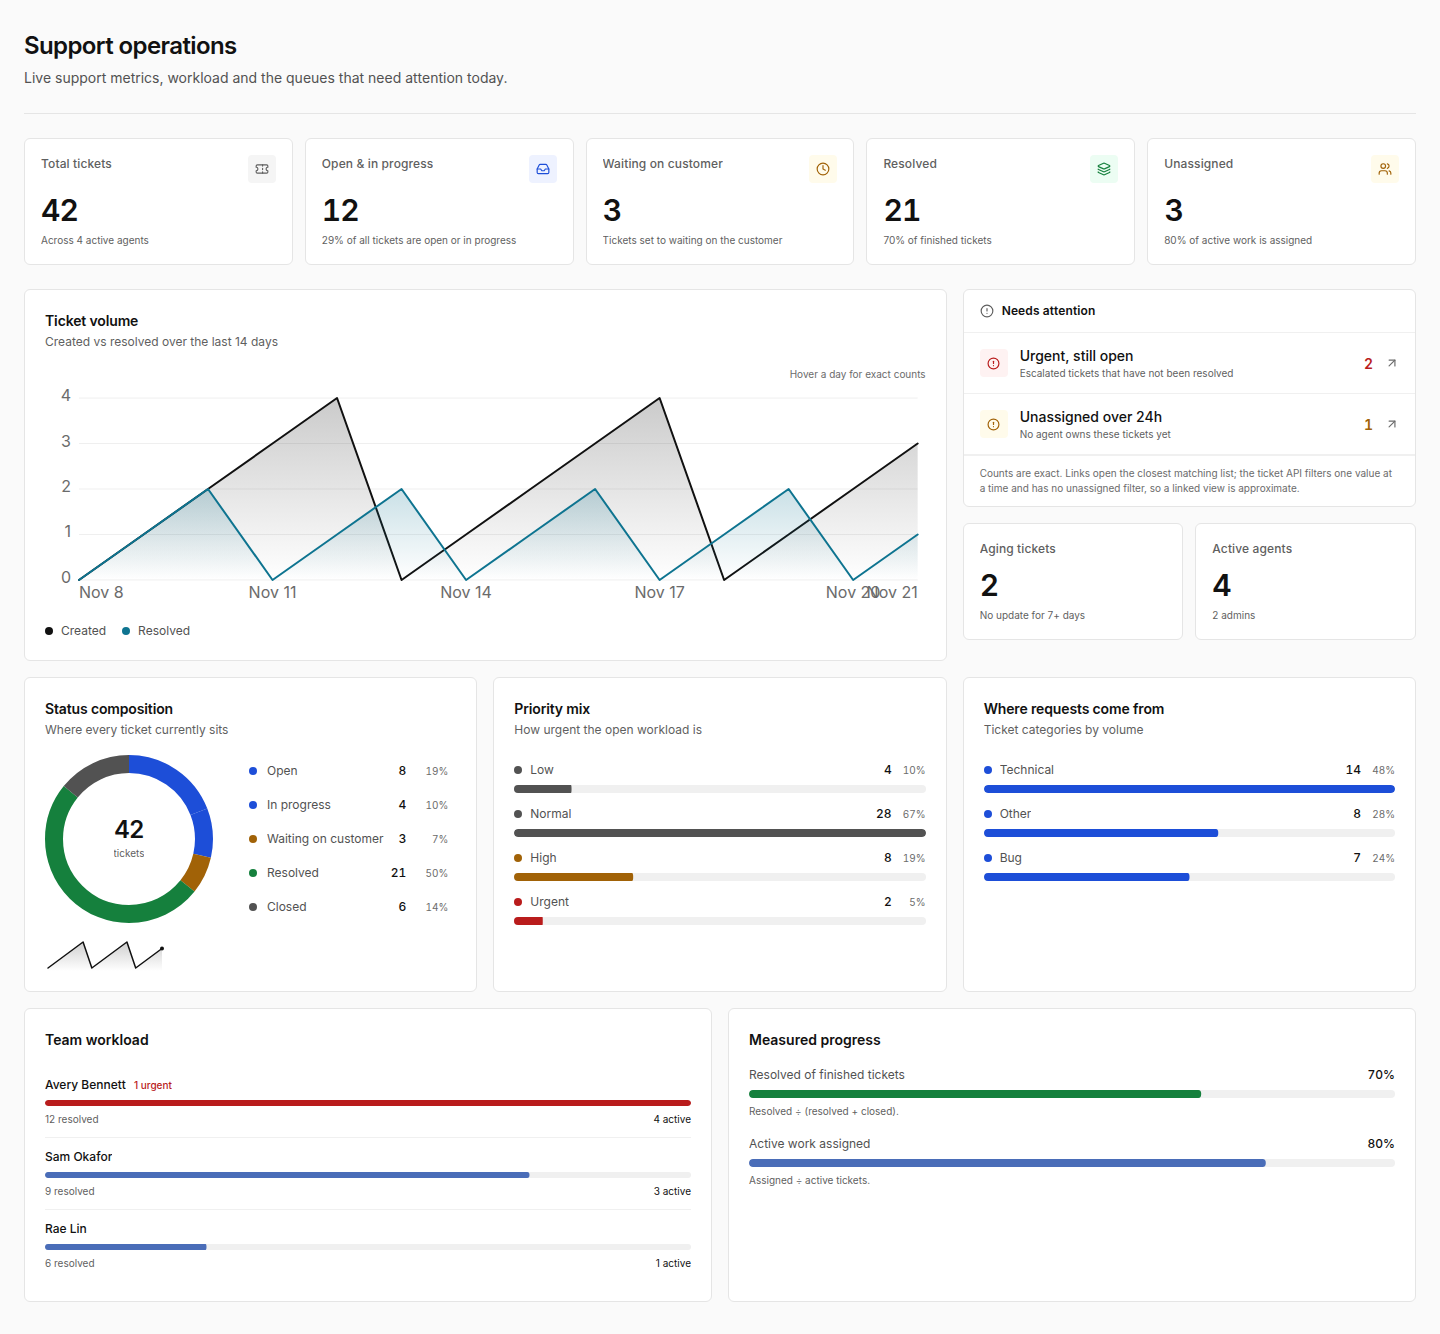 Support operations
Live support metrics, workload and the queues that need attention today.
Total tickets
42
Across 4 active agents
Open & in progress
12
29% of all tickets are open or in progress
Waiting on customer
3
Tickets set to waiting on the customer
Resolved
21
70% of finished tickets
Unassigned
3
80% of active work is assigned
Ticket volume
Created vs resolved over the last 14 days
Hover a day for exact counts
4
3
2
1
0
Nov 8 Nov 11 Nov 14 Nov 17 Nov 20 Nov 21
Created Resolved
Needs attention
Urgent, still open
Escalated tickets that have not been resolved
2
Unassigned over 24h
No agent owns these tickets yet
1
Counts are exact. Links open the closest matching list; the ticket API filters one value at
a time and has no unassigned filter, so a linked view is approximate.
Aging tickets
2
No update for 7+ days
Active agents
4
2 admins
Status composition
Where every ticket currently sits
42
tickets
Open 8 19%
In progress 4 10%
Waiting on customer 3 7%
Resolved 21 50%
Closed 6 14%
Priority mix
How urgent the open workload is
Low 4 10%
Normal 28 67%
High 8 19%
Urgent 2 5%
Where requests come from
Ticket categories by volume
Technical 14 48%
Other 8 28%
Bug 7 24%
Team workload
Avery Bennett 1 urgent
12 resolved 4 active
Sam Okafor
9 resolved 3 active
Rae Lin
6 resolved 1 active
Measured progress
Resolved of finished tickets 70%
Resolved ÷ (resolved + closed).
Active work assigned 80%
Assigned ÷ active tickets.